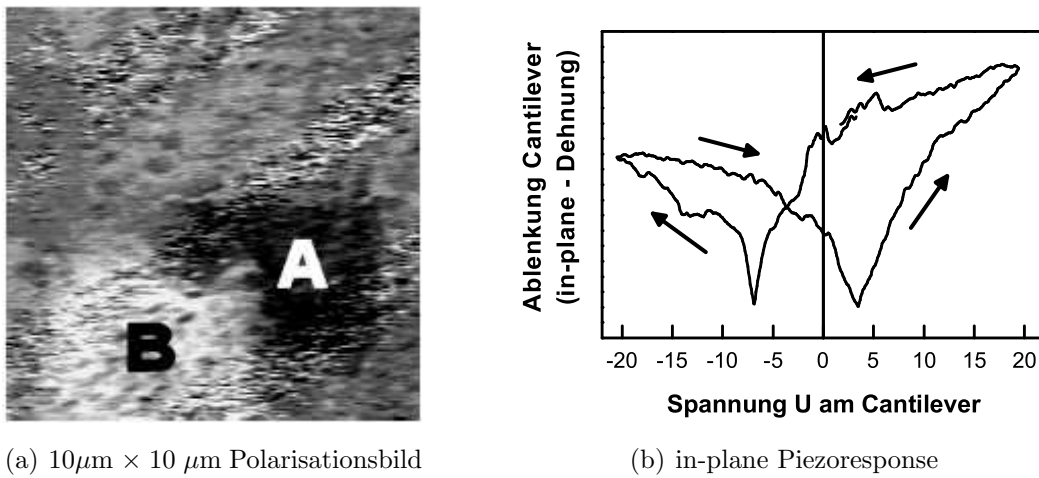 A
B
Ablenkung Cantilever
(in-plane - Dehnung)
-20 -15 -10 -5 0 5 10 15 20
Spannung U am Cantilever
(a) 10μm × 10 μm Polarisationsbild
(b) in-plane Piezoresponse